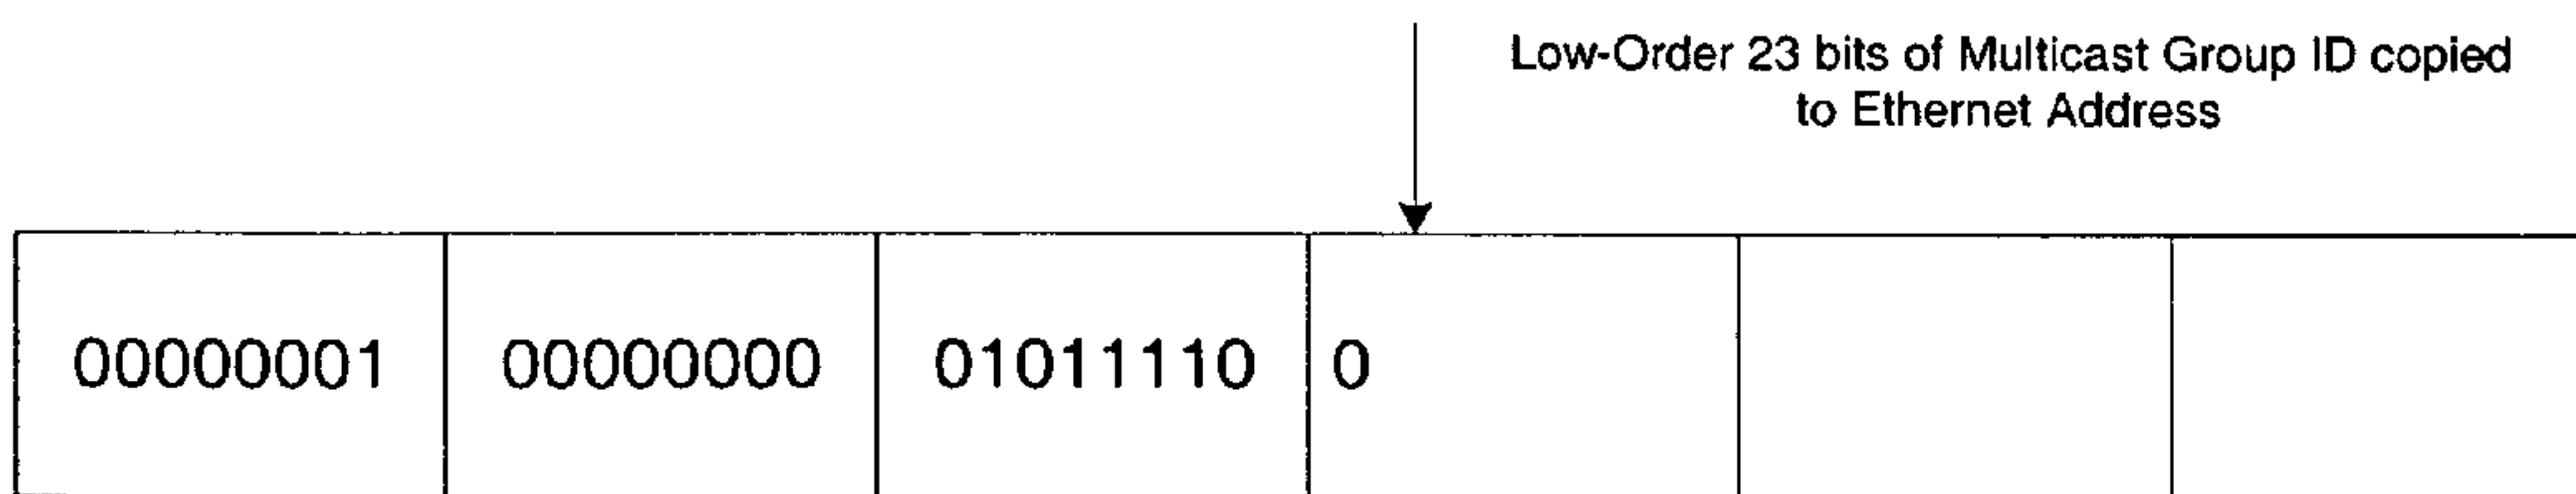 Low-Order 23 bits of Multicast Group ID copied
to Ethernet Address
00000001 00000000 01011110 0